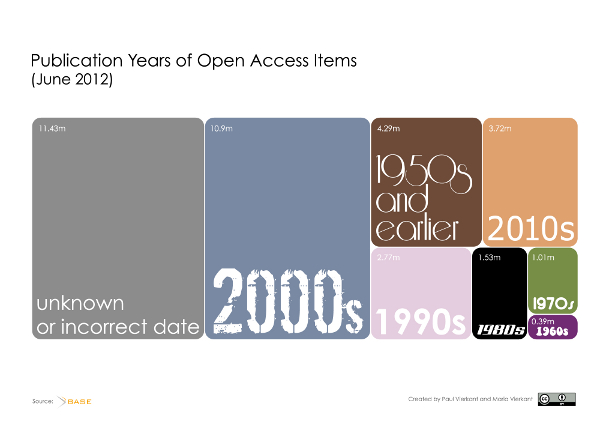 Publication Years of Open Access Items
(June 2012)
11.43m
unknown
or incorrect date
10.9m
2000s
4.29m
1950s
and
earlier
3.72m
2010s
2.77m
1990s
1.53m
1980s
1.01m
1970s
0.39m
1960s
Source: BASE
Created by Paul Vierkant and Maria Vierkant
cc
BY